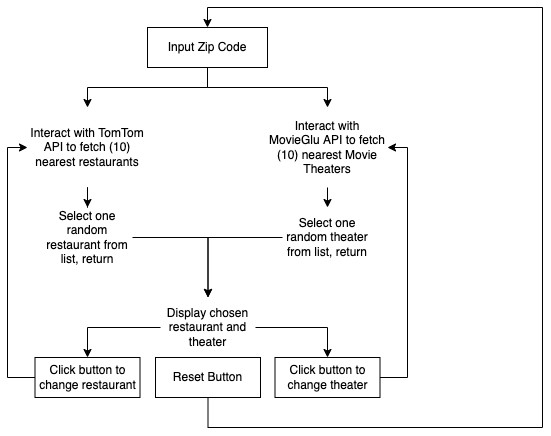 Input Zip Code
Interact with TomTom
API to fetch (10)
nearest restaurants
Interact with
MovieGlu API to fetch
(10) nearest Movie
Theaters
Select one
random
restaurant from
list, return
Select one
random theater
from list, return
Display chosen
restaurant and
theater
Click button to
change restaurant
Reset Button
Click button to
change theater